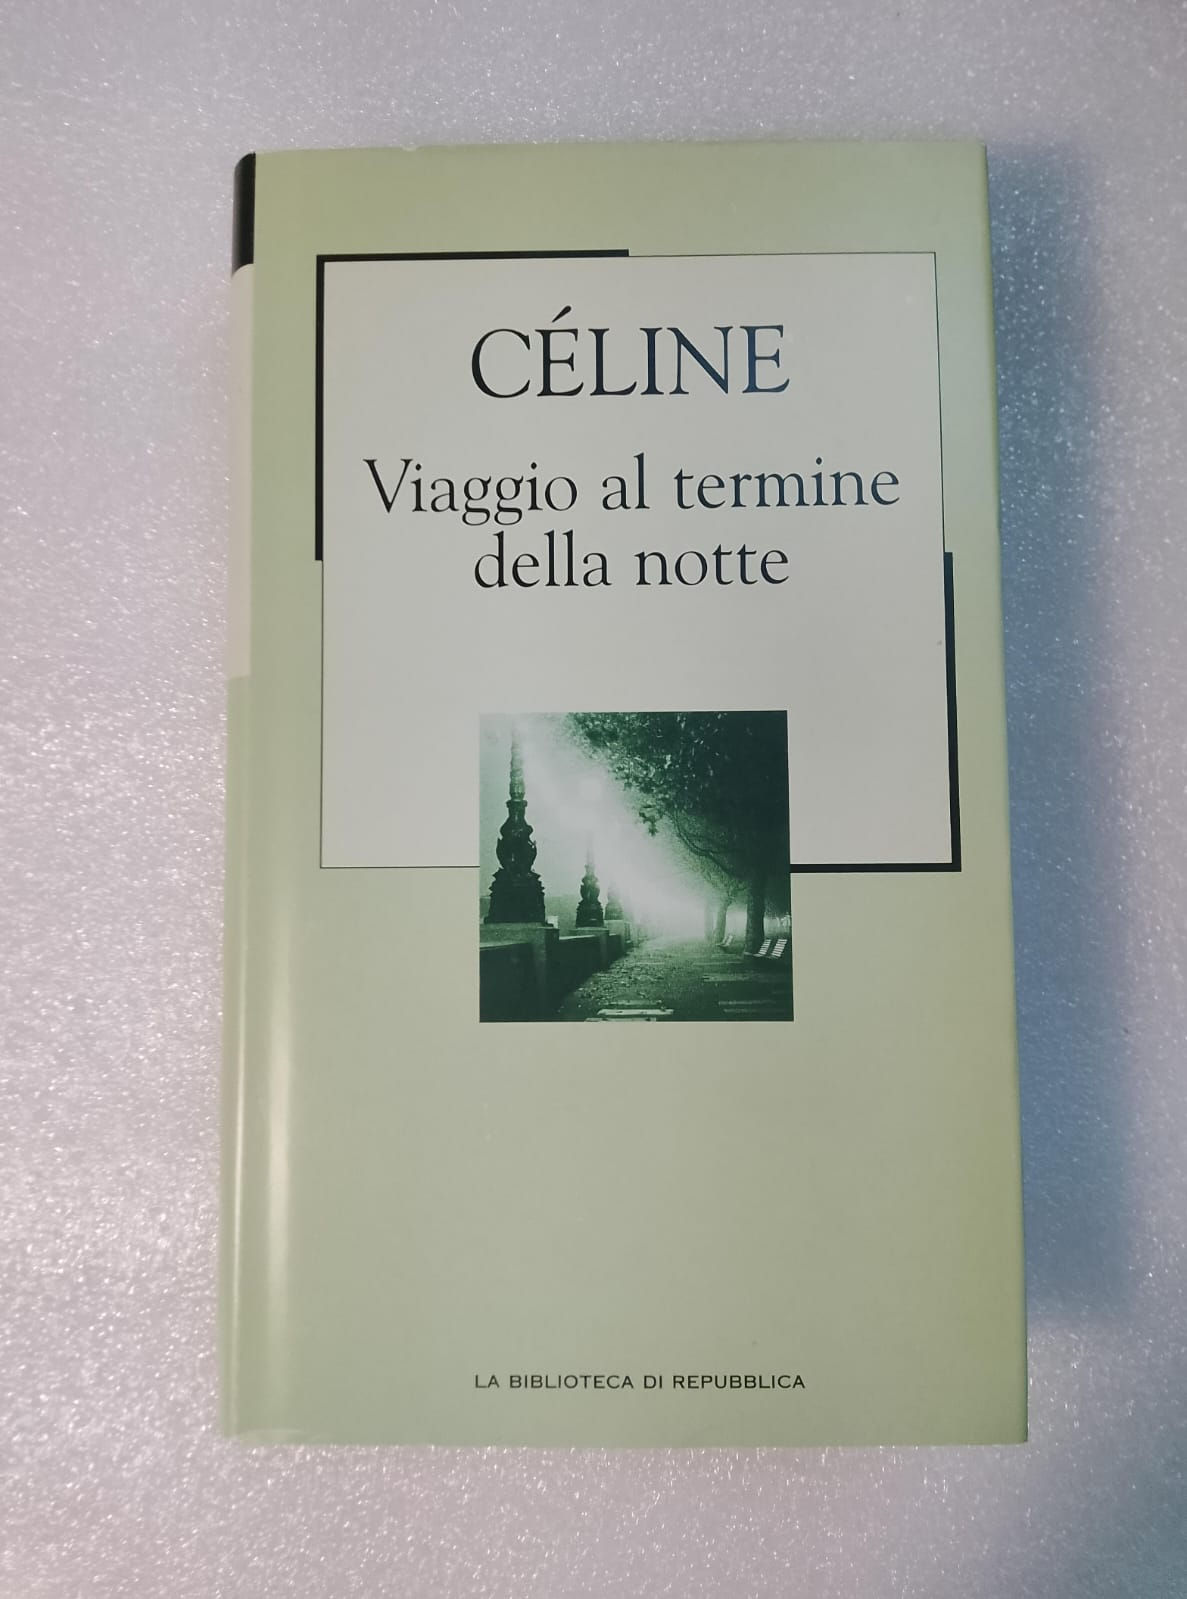 CÉLINE
Viaggio al termine
della notte
LA BIBLIOTECA DI REPUBBLICA